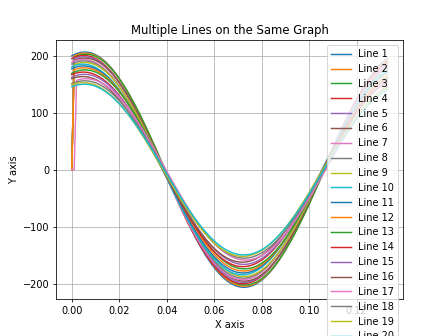 Multiple Lines on the Same Graph
200
100
0
−100
−200
Y axis
0.00
0.02
0.04
0.06
0.08
0.10
X axis
Line 1
Line 2
Line 3
Line 4
Line 5
Line 6
Line 7
Line 8
Line 9
Line 10
Line 11
Line 12
Line 13
Line 14
Line 15
Line 16
Line 17
Line 18
Line 19
Line 20